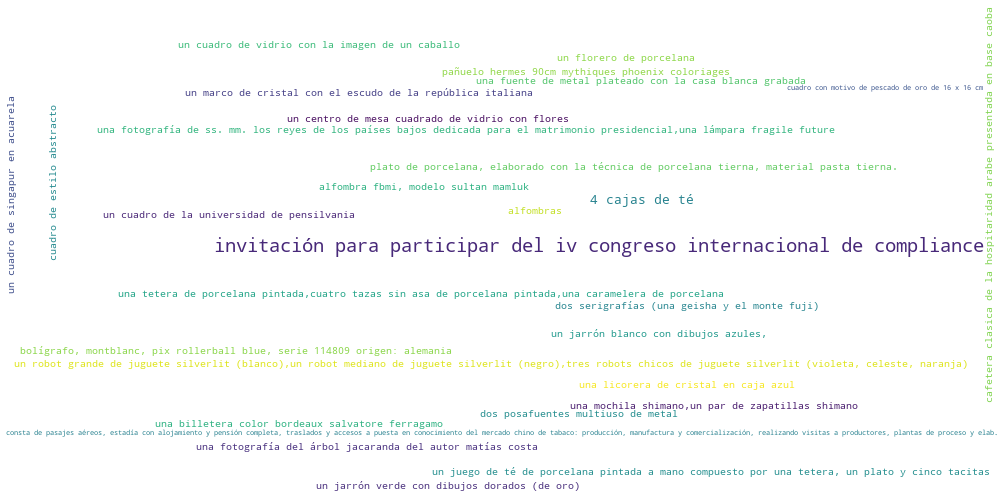 un cuadro de vidrio con la imagen de un caballo
un florero de porcelana
pañuelo hermes 90cm mythiques phoenix coloriages
una fuente de metal plateado con la casa blanca grabada
cuadro con motivo de pescado de oro de 16 x 16 cm
un marco de cristal con el escudo de la república italiana
un centro de mesa cuadrado de vidrio con flores
una fotografía de ss. mm. los reyes de los países bajos dedicada para el matrimonio presidencial,una lámpara fragile future
plato de porcelana, elaborado con la técnica de porcelana tierna, material pasta tierna.
alfombra fbmi, modelo sultan mamluk
4 cajas de té
alfombras
un cuadro de la universidad de pensilvania
invitación para participar del iv congreso internacional de compliance
un cuadro de singapur en acuarela
cuadro de estilo abstracto
cafetera clasica de la hospitaridad arabe presentada en base caoba
una tetera de porcelana pintada,cuatro tazas sin asa de porcelana pintada,una caramelera de porcelana
dos serigrafías (una geisha y el monte fuji)
un jarrón blanco con dibujos azules,
bolígrafo, montblanc, pix rollerball blue, serie 114809 origen: alemania
un robot grande de juguete silverlit (blanco),un robot mediano de juguete silverlit (negro),tres robots chicos de juguete silverlit (violeta, celeste, naranja)
una licorera de cristal en caja azul
una mochila shimano,un par de zapatillas shimano
dos posafuentes multiuso de metal
una billetera color bordeaux salvatore ferragamo
consta de pasajes aéreos, estadía con alojamiento y pensión completa, traslados y accesos a puesta en conocimiento del mercado chino de tabaco: producción, manufactura y comercialización, realizando visitas a productores, plantas de proceso y elab.
una fotografía del árbol jacaranda del autor matías costa
un juego de té de porcelana pintada a mano compuesto por una tetera, un plato y cinco tacitas
un jarrón verde con dibujos dorados (de oro)